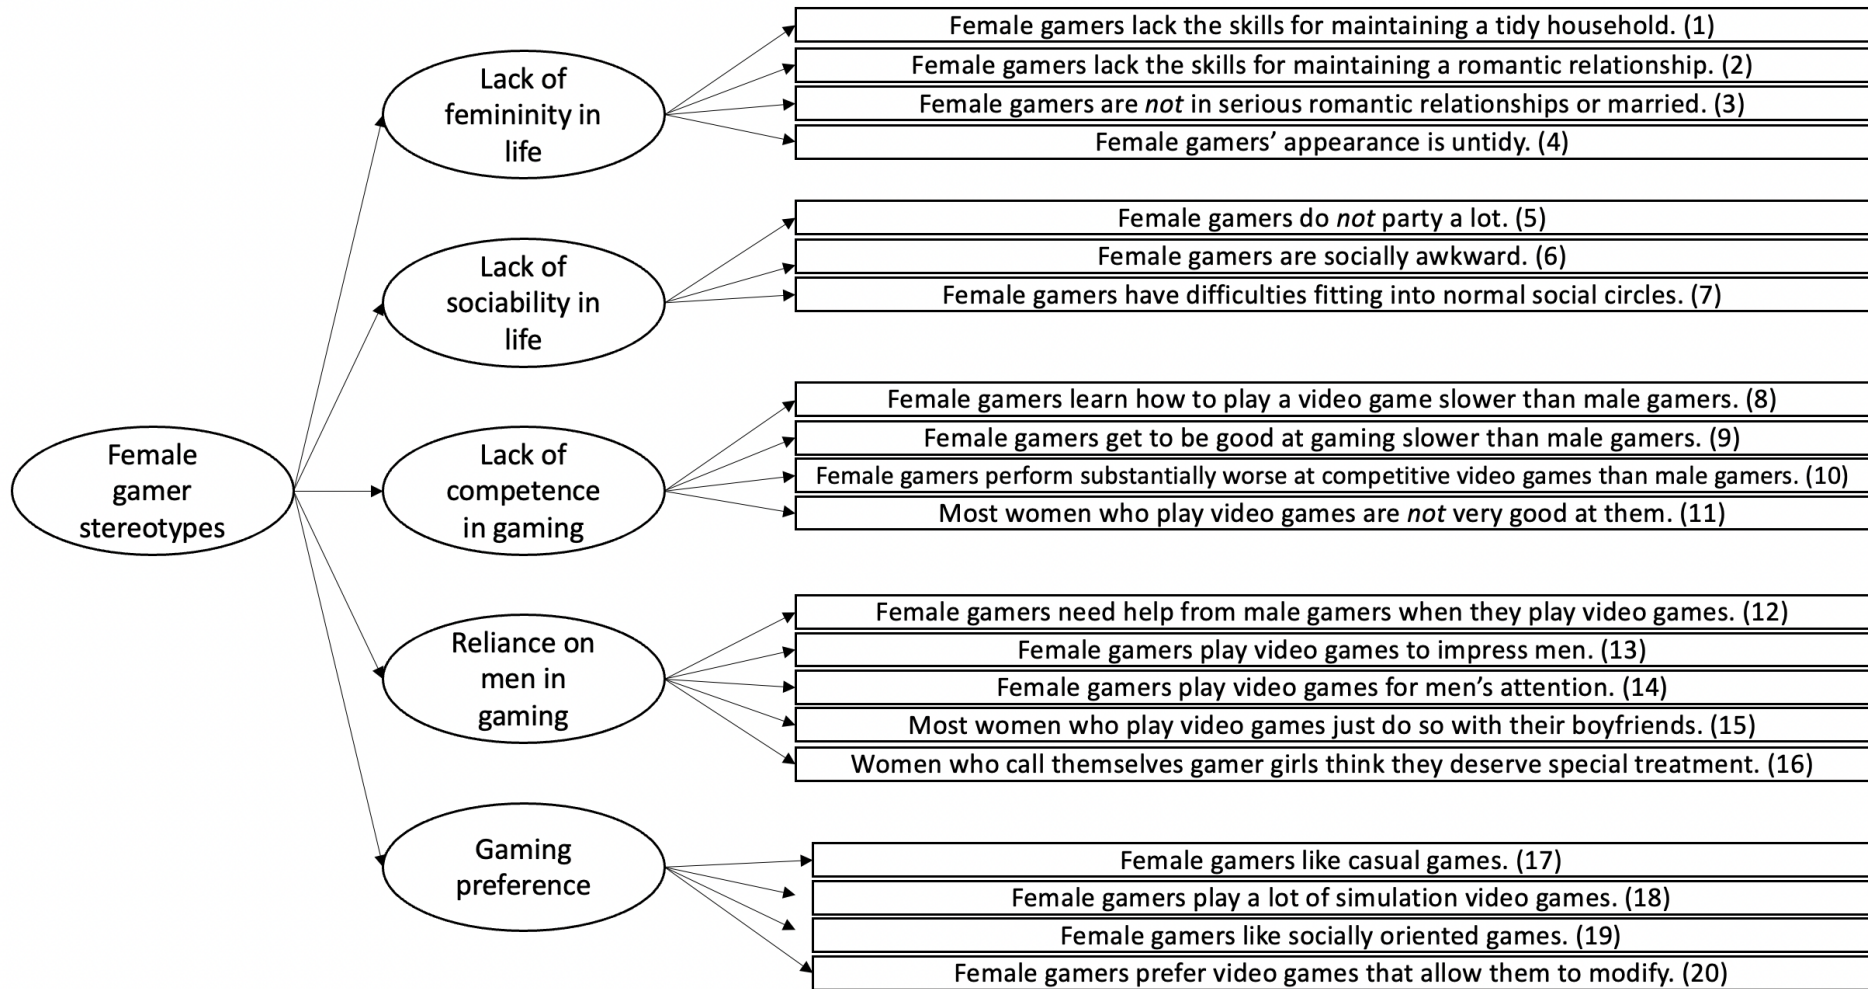 Female gamers lack the skills for maintaining a tidy household. (1)
Female gamers lack the skills for maintaining a romantic relationship. (2)
Female gamers are not in serious romantic relationships or married. (3)
Female gamers’ appearance is untidy. (4)
Lack of
femininity in
life
Female gamers do not party a lot. (5)
Female gamers are socially awkward. (6)
Female gamers have difficulties fitting into normal social circles. (7)
Lack of
sociability in
life
Female gamers learn how to play a video game slower than male gamers. (8)
Female gamers get to be good at gaming slower than male gamers. (9)
Female gamers perform substantially worse at competitive video games than male gamers. (10)
Most women who play video games are not very good at them. (11)
Female
gamer
stereotypes
Lack of
competence
in gaming
Female gamers need help from male gamers when they play video games. (12)
Female gamers play video games to impress men. (13)
Female gamers play video games for men’s attention. (14)
Most women who play video games just do so with their boyfriends. (15)
Women who call themselves gamer girls think they deserve special treatment. (16)
Reliance on
men in
gaming
Gaming
preference
Female gamers like casual games. (17)
Female gamers play a lot of simulation video games. (18)
Female gamers like socially oriented games. (19)
Female gamers prefer video games that allow them to modify. (20)